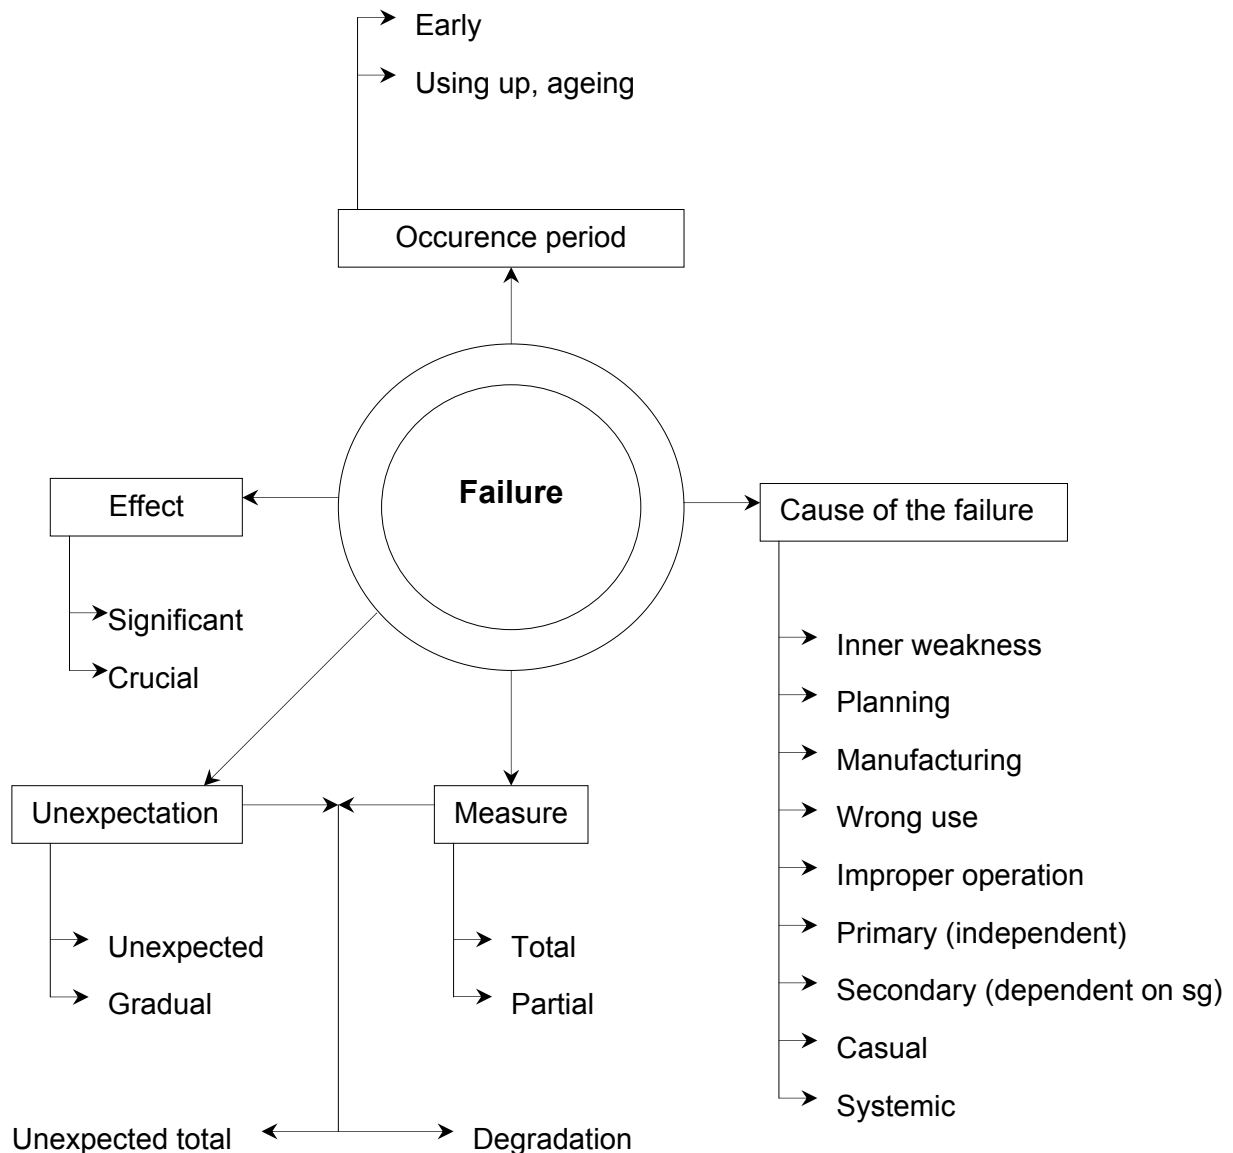 Early
Using up, ageing
Occurence period
Failure
Effect
Significant
Crucial
Cause of the failure
Inner weakness
Planning
Manufacturing
Wrong use
Improper operation
Primary (independent)
Secondary (dependent on sg)
Casual
Systemic
Unexpectation
Unexpected
Gradual
Measure
Total
Partial
Unexpected total
Degradation